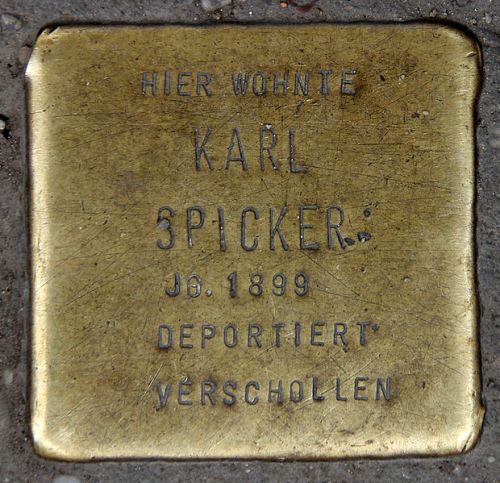 HIER WOHNTE
KARL
SPICKER
JG. 1899
DEPORTIERT
VERSCHOLLEN